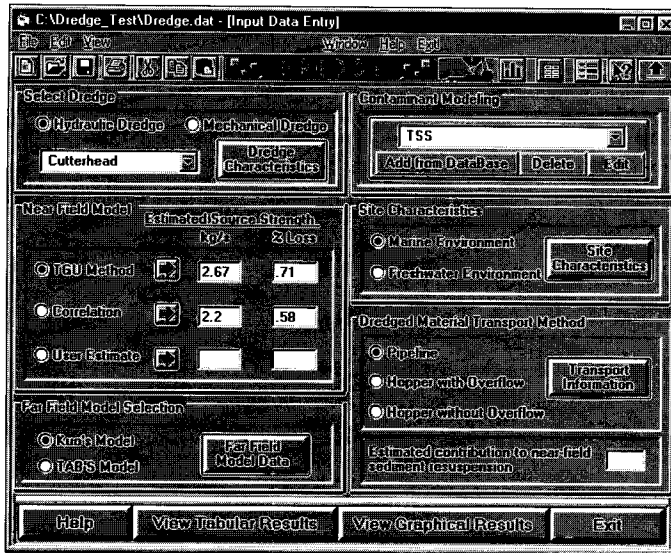 C:\Dredge_Test\Dredge.dat - [Input Data Entry]
File Edit View Window Help Exit
Select Dredge
Hydraulic Dredge Mechanical Dredge
Cutterhead
Dredge Characteristics
Contaminant Modeling
TSS
Add from DataBase Delete Edit
Near Field Model
Estimated Source Strength
kp/s % Loss
TGU Method 2.67 .71
Correlation 2.2 .58
User Estimate
Site Characteristics
Marine Environment
Freshwater Environment
Site Characteristics
Dredged Material Transport Method
Pipeline
Hopper with Overflow
Hopper without Overflow
Transport Information
Estimated contribution to near-field
sediment resuspension
Far Field Model Selection
Kuo's Model
TAB'S Model
Far Field
Model Data
Help View Tabular Results View Graphical Results Exit